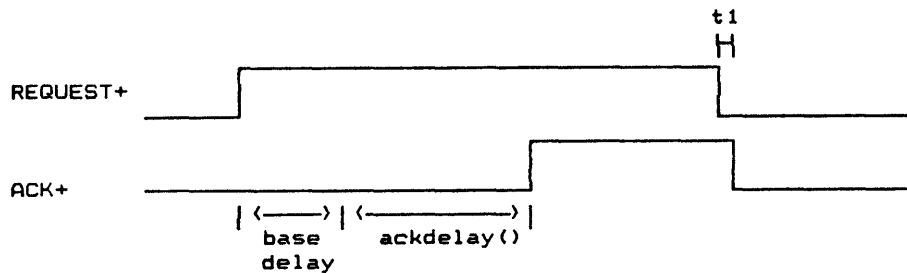 t1
REQUEST+
ACK+
base ackdelay()
delay